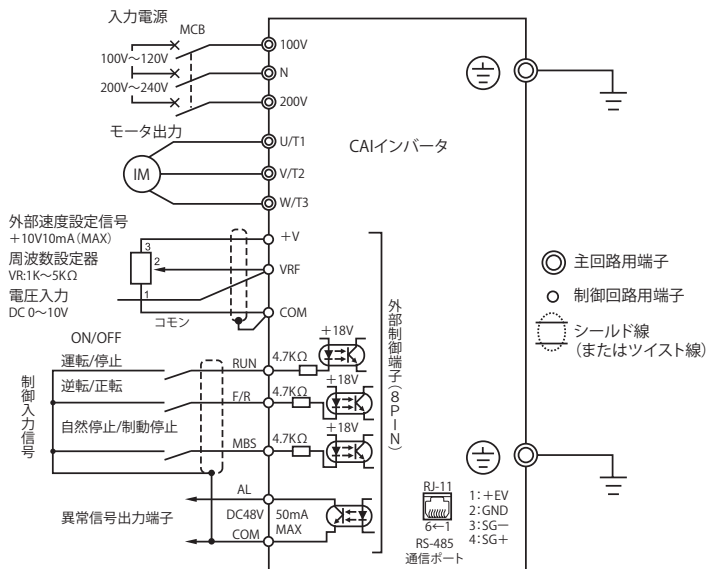 入力電源
MCB
100V～120V
200V～240V
100V
N
200V
モータ出力
IM
U/T1
V/T2
W/T3
CAIインバータ
外部速度設定信号
＋10V10mA（MAX）
周波数設定器
VR:1K～5KΩ
電圧入力
DC 0～10V
3
2
1
コモン
＋V
VRF
COM
外部制御端子（8PIN）
主回路用端子
制御回路用端子
シールド線
（またはツイスト線）
ON/OFF
運転/停止
逆転/正転
自然停止/制動停止
制御入力信号
RUN
F/R
MBS
4.7KΩ
＋18V
4.7KΩ
＋18V
4.7KΩ
＋18V
異常信号出力端子
AL
DC48V
50mA
MAX
COM
RJ-11
6←1
RS-485
通信ポート
1:＋EV
2:GND
3:SG－
4:SG＋